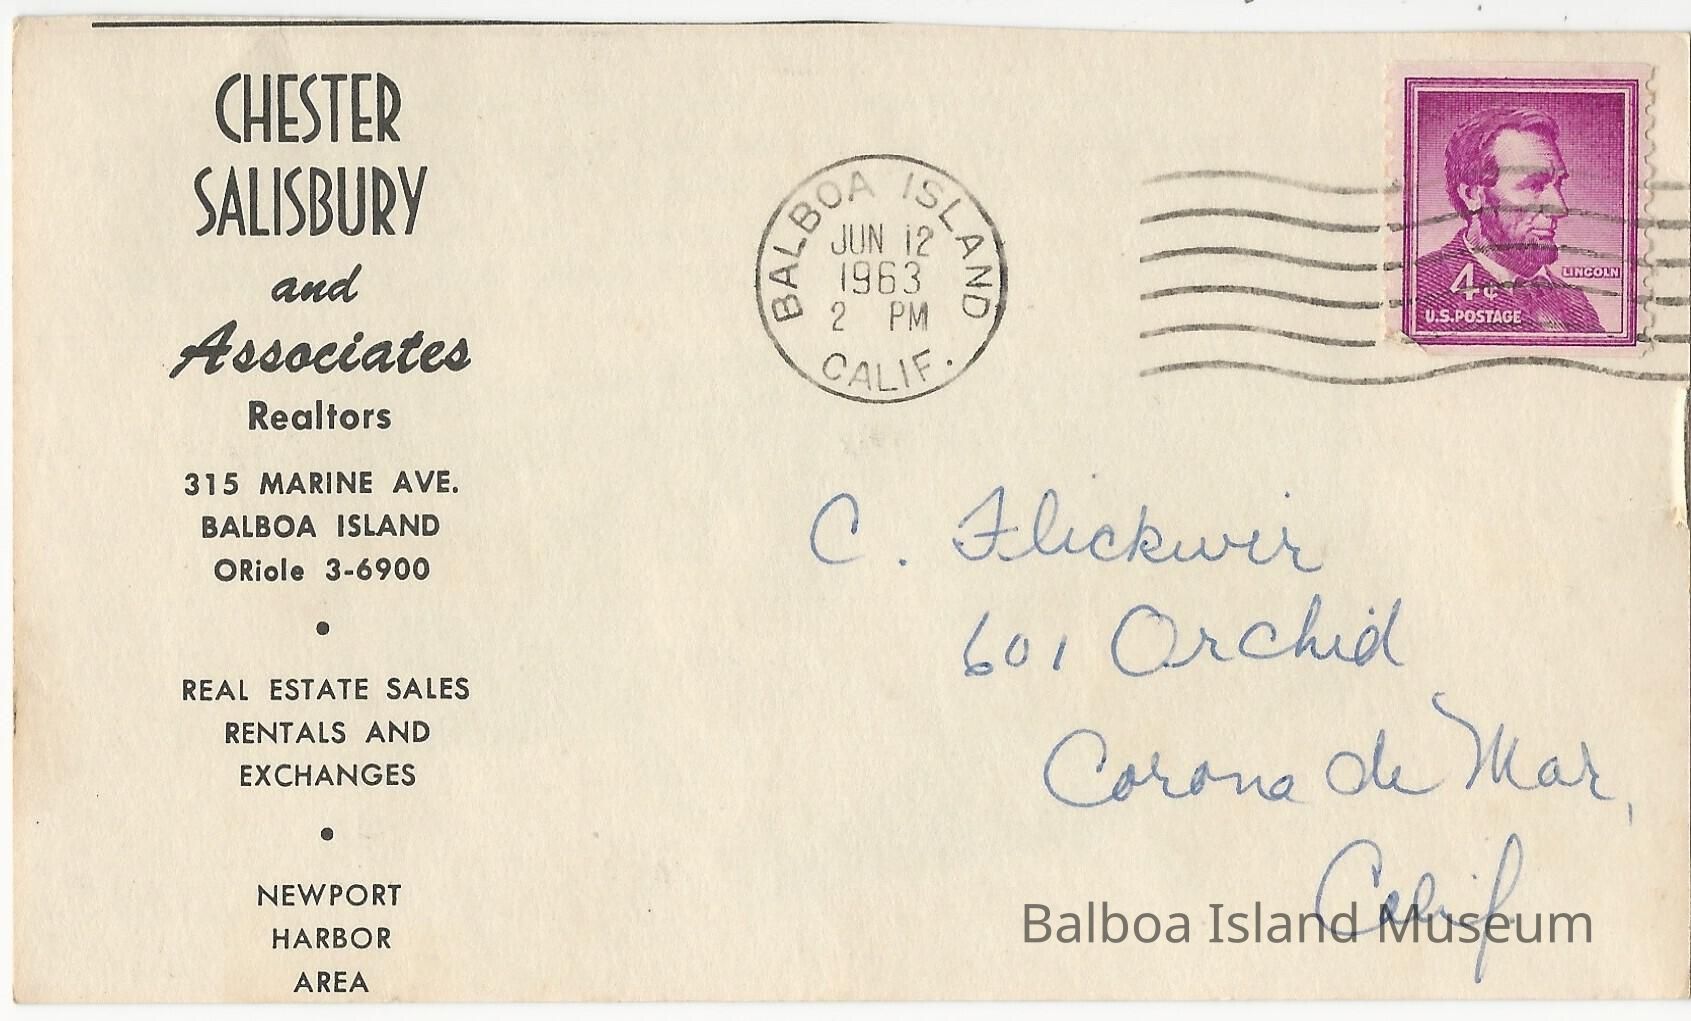 CHESTER
SALISBURY
and
Associates
Realtors
315 MARINE AVE.
BALBOA ISLAND
ORiole 3-6900
•
REAL ESTATE SALES
RENTALS AND
EXCHANGES
•
NEWPORT
HARBOR
AREA
BALBOA ISLAND
JUN 12
1963
2 PM
CALIF.
LINCOLN
4¢
U.S. POSTAGE
C. Flickwir
601 Orchid
Corona de Mar,
Calif.
Balboa Island Museum